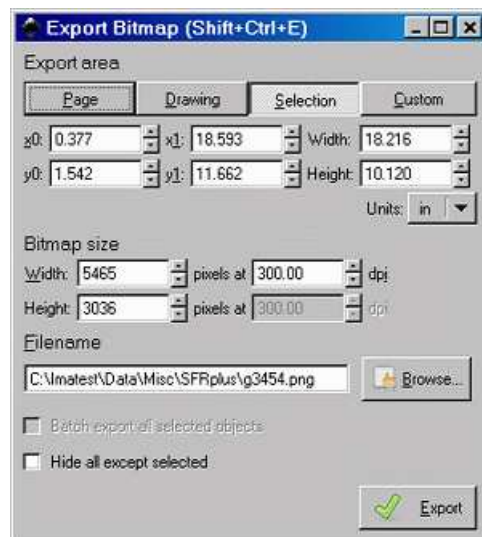 Export Bitmap (Shift+Ctrl+E)
Export area
Page Drawing Selection Custom
x0: 0.377 x1: 18.593 Width: 18.216
y0: 1.542 y1: 11.662 Height: 10.120
Units: in
Bitmap size
Width: 5465 pixels at 300.00 dpi
Height: 3036 pixels at 300.00 dpi
Filename
C:\Imatest\Data\Misc\SFRplus\g3454.png Browse...
Batch export all selected objects
Hide all except selected
Export